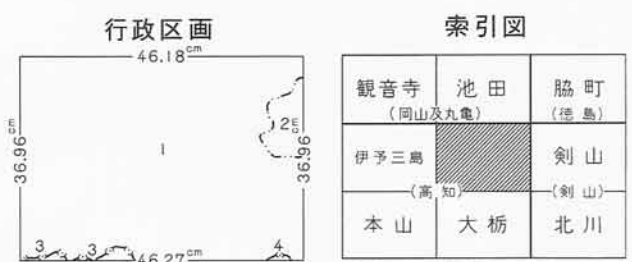 行政区画
46.18cm
36.96cm
1
2
36.96cm
3
3
4
46.27cm
索引図
観音寺
池田
脇町
(岡山及丸亀)
(徳島)
伊予三島
剣山
(高知)
(剣山)
本山
大栃
北川